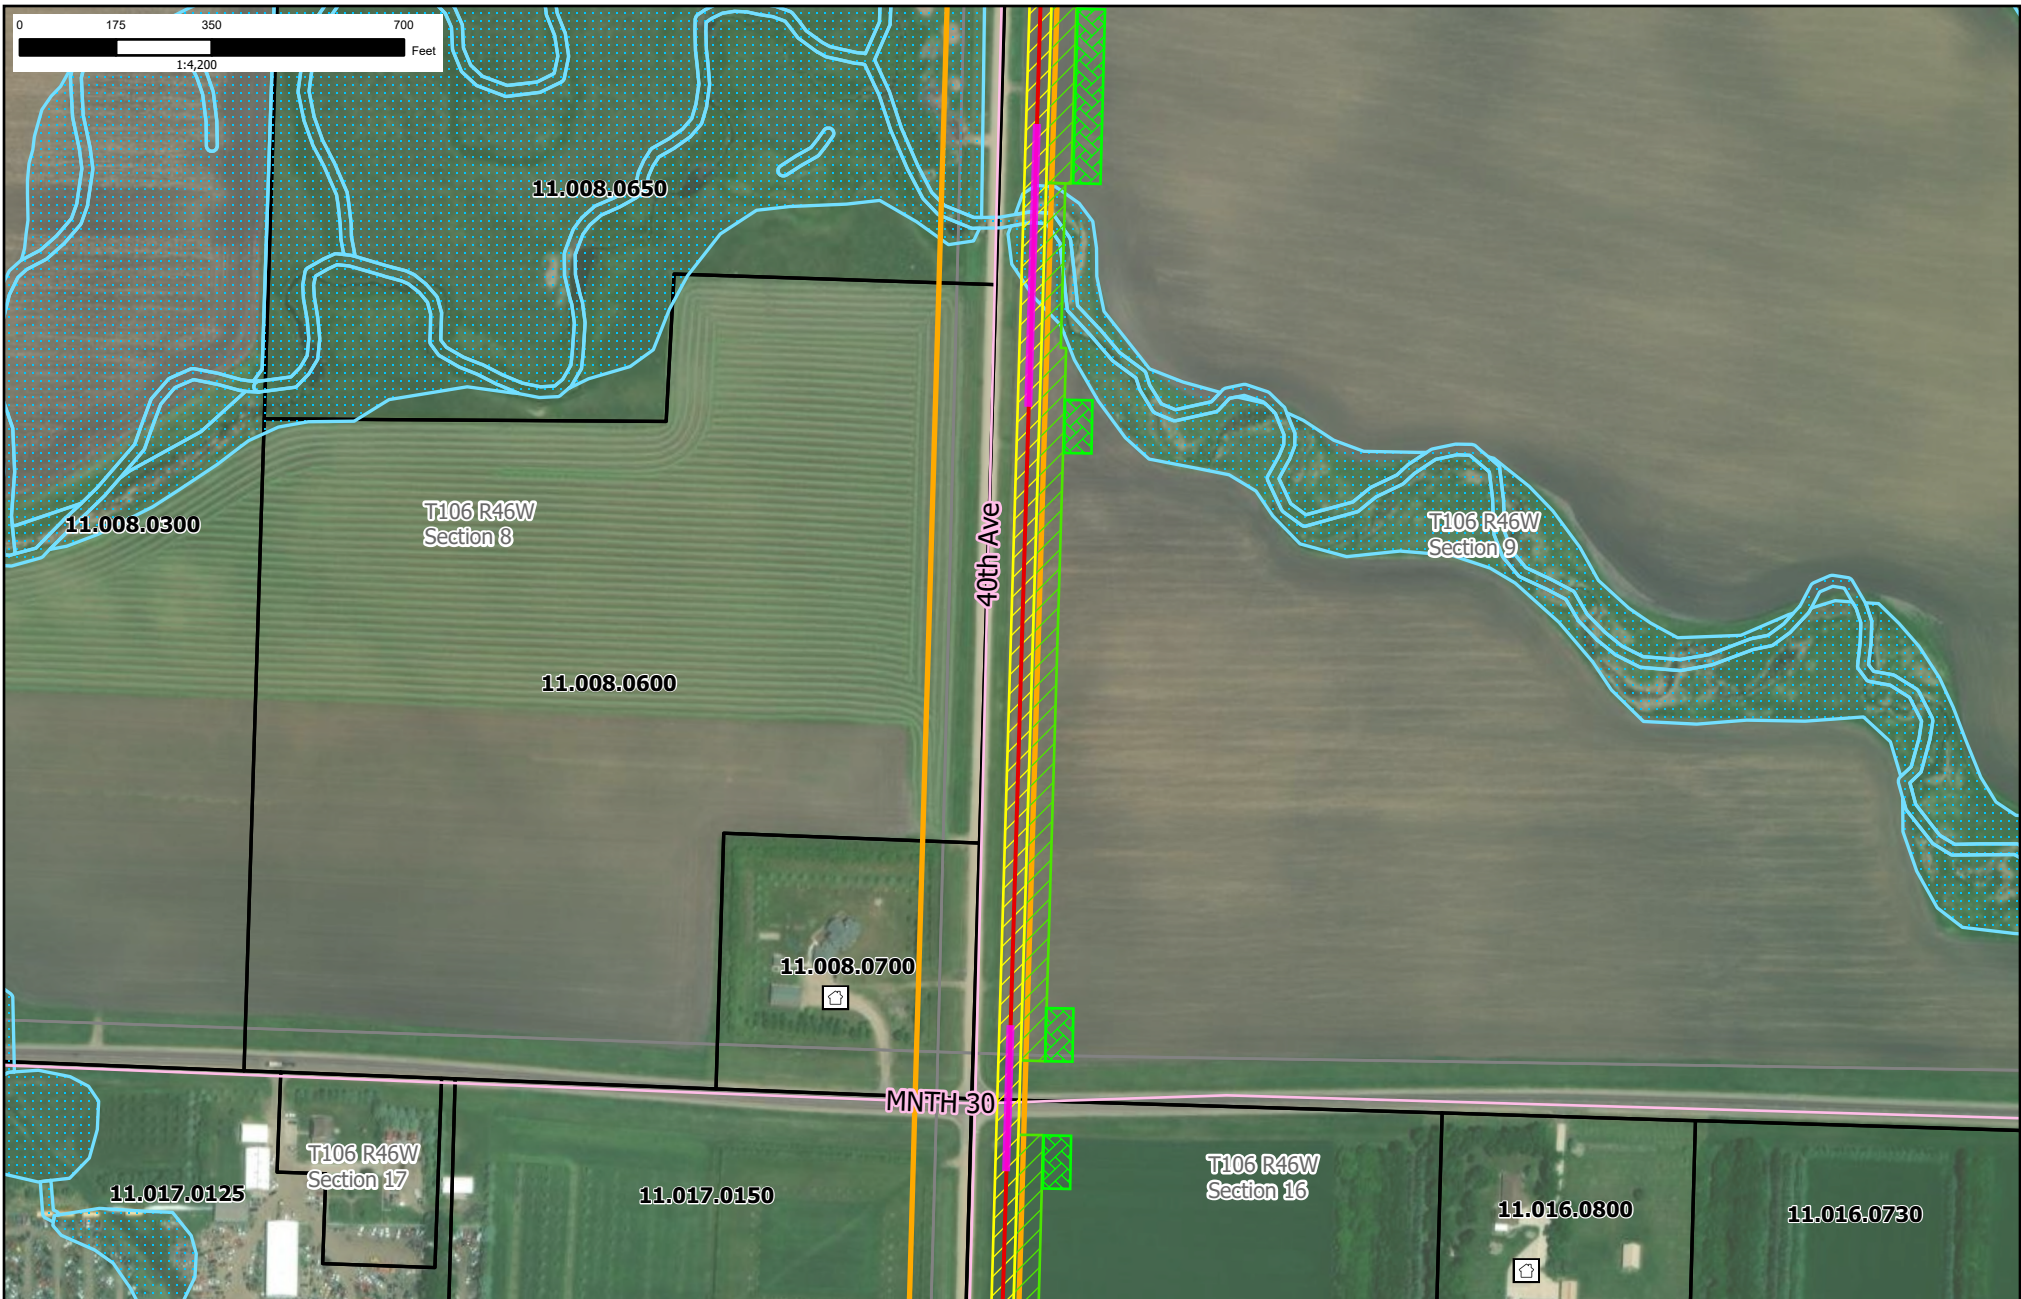 0 175 350 700
Feet
1:4,200
11.008.0650
T106 R46W
Section 8
11.008.0300
40th Ave
T106 R46W
Section 9
11.008.0600
11.008.0700
MNTH 30
T106 R46W
Section 17
11.017.0125
11.017.0150
T106 R46W
Section 16
11.016.0800
11.016.0730